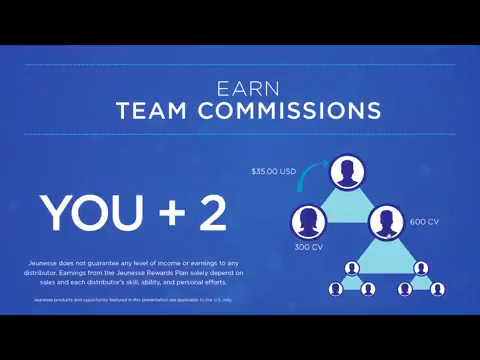 EARN
TEAM COMMISSIONS
$35.00 USD
YOU + 2
300 CV
600 CV
Jeunesse does not guarantee any level of income or earnings to any
distributor. Earnings from the Jeunesse Rewards Plan solely depend on
sales and each distributor's skill, ability, and personal efforts.
Jeunesse products and opportunity featured in this presentation are applicable to the U.S. only.